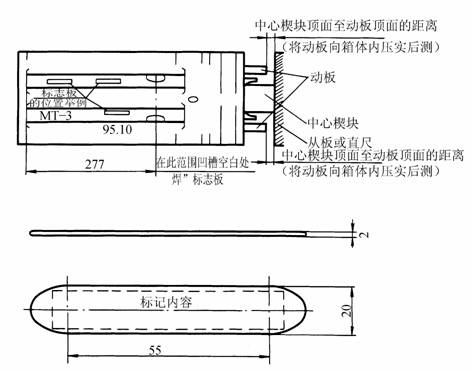 中心楔块顶面至动板顶面的距离
（将动板向箱体内压实后测）
标志板
的位置举例
MT-3
95.10
动板
中心楔块
从板或直尺
中心楔块顶面至动板顶面的距离
（将动板向箱体内压实后测）
277
在此范围凹槽空白处
焊”标志板
2
标记内容
20
55